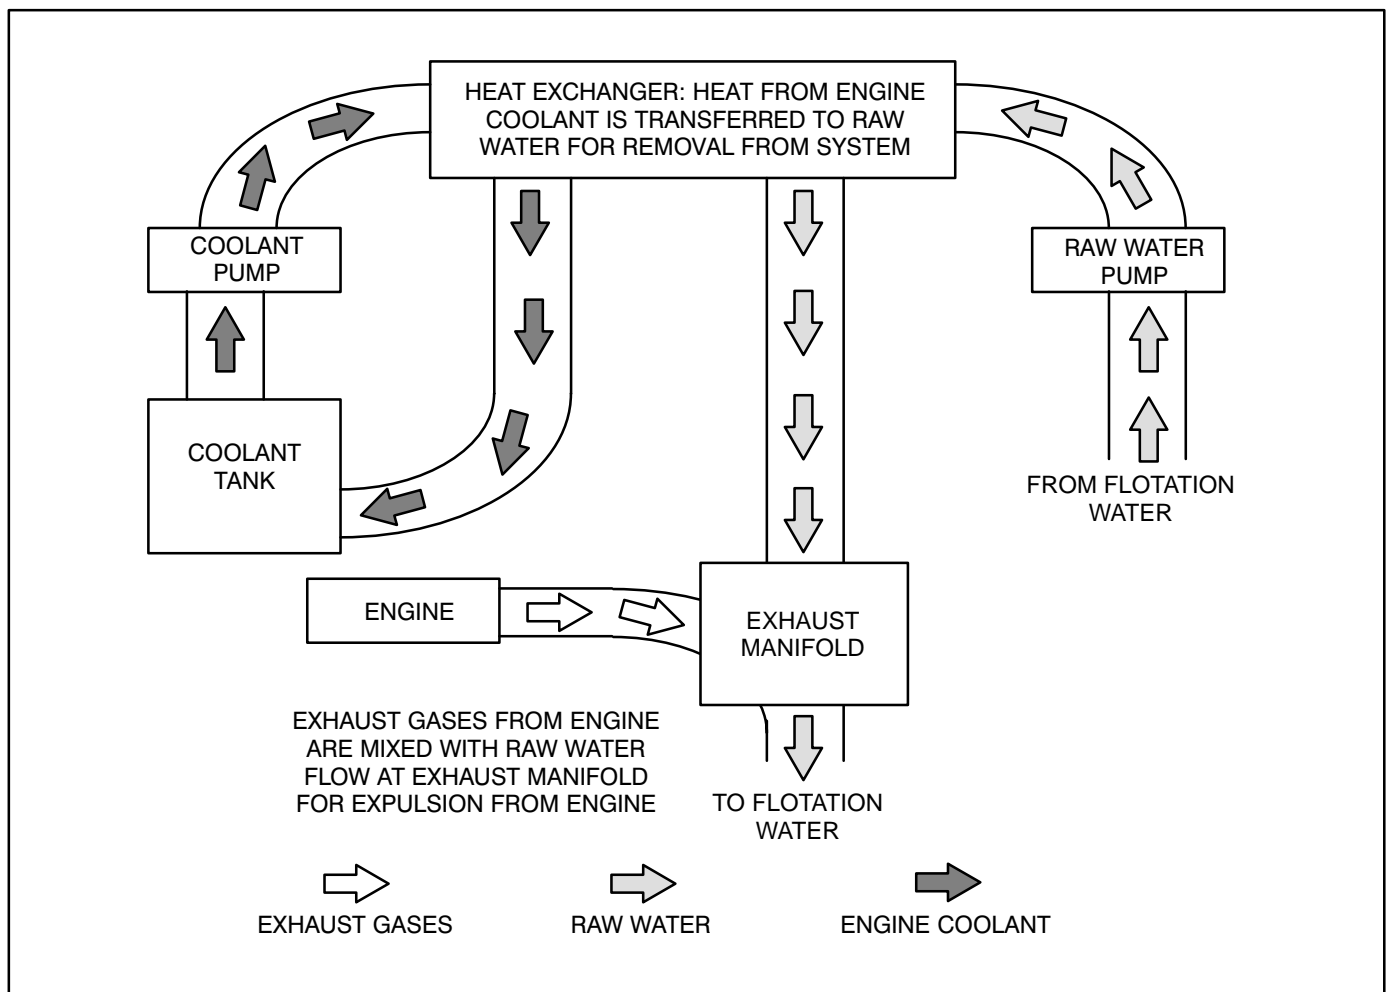 HEAT EXCHANGER: HEAT FROM ENGINE
COOLANT IS TRANSFERRED TO RAW
WATER FOR REMOVAL FROM SYSTEM
COOLANT
PUMP
RAW WATER
PUMP
COOLANT
TANK
FROM FLOTATION
WATER
ENGINE
EXHAUST
MANIFOLD
EXHAUST GASES FROM ENGINE
ARE MIXED WITH RAW WATER
FLOW AT EXHAUST MANIFOLD
FOR EXPULSION FROM ENGINE
TO FLOTATION
WATER
EXHAUST GASES
RAW WATER
ENGINE COOLANT